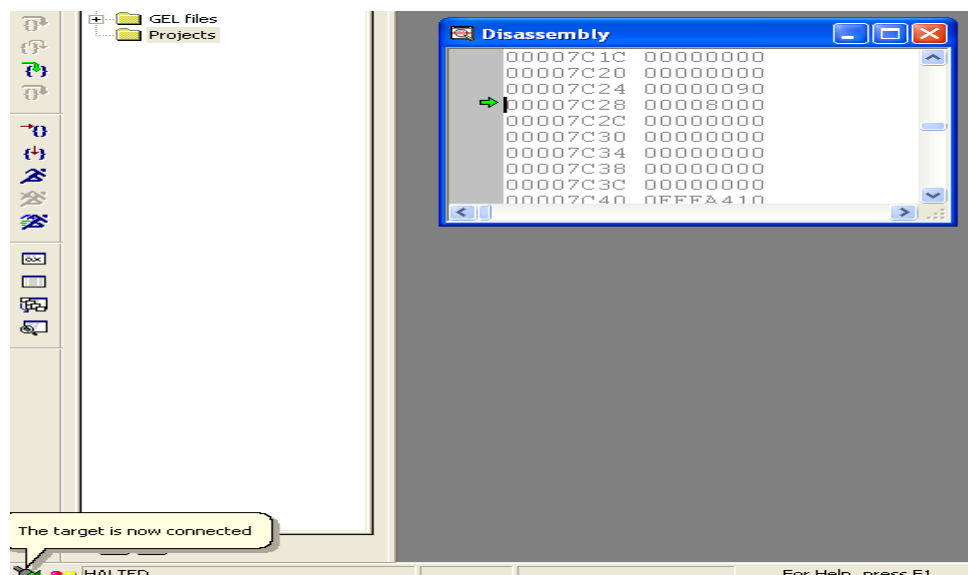 GEL files
Projects
Disassembly
00007C1C 00000000
00007C20 00000000
00007C24 00000090
00007C28 00008000
00007C2C 00000000
00007C30 00000000
00007C34 00000000
00007C38 00000000
00007C3C 00000000
00007C40 0FFFA410
The target is now connected
HALTED
For Help, press F1